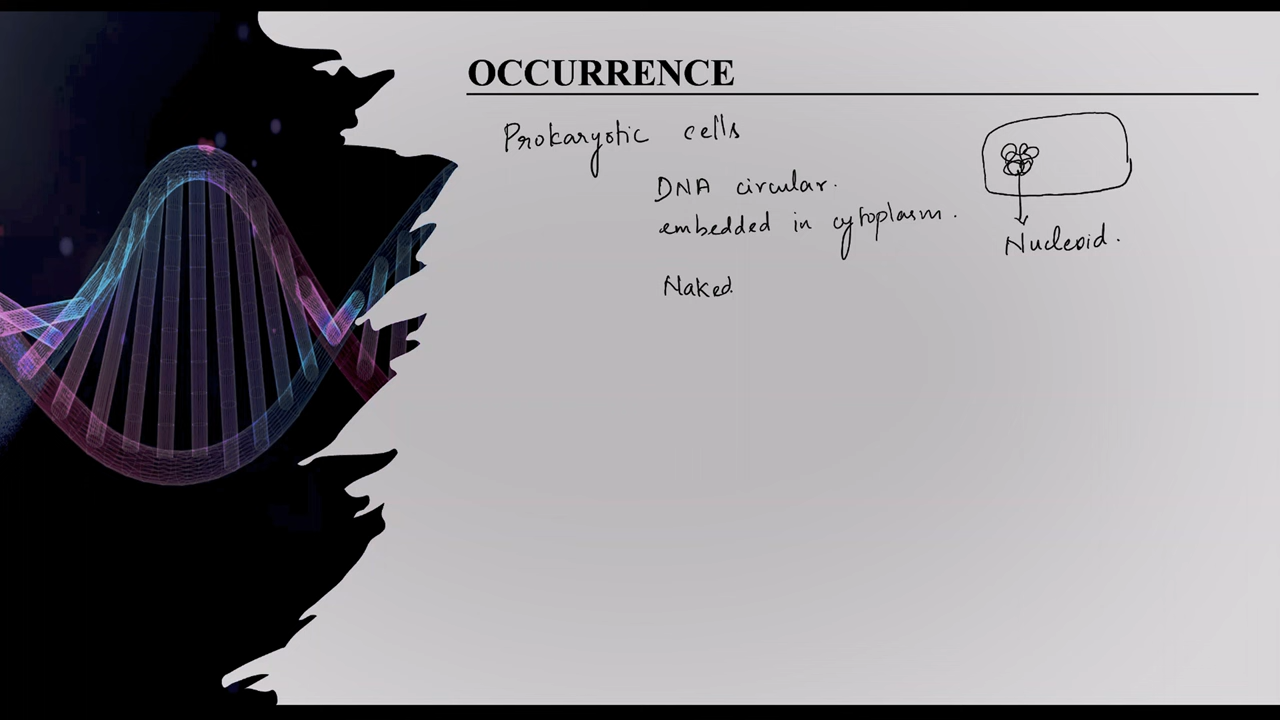 OCCURRENCE
Prokaryotic cells
DNA circular.
embedded in cytoplasm.
Nucleoid.
Naked